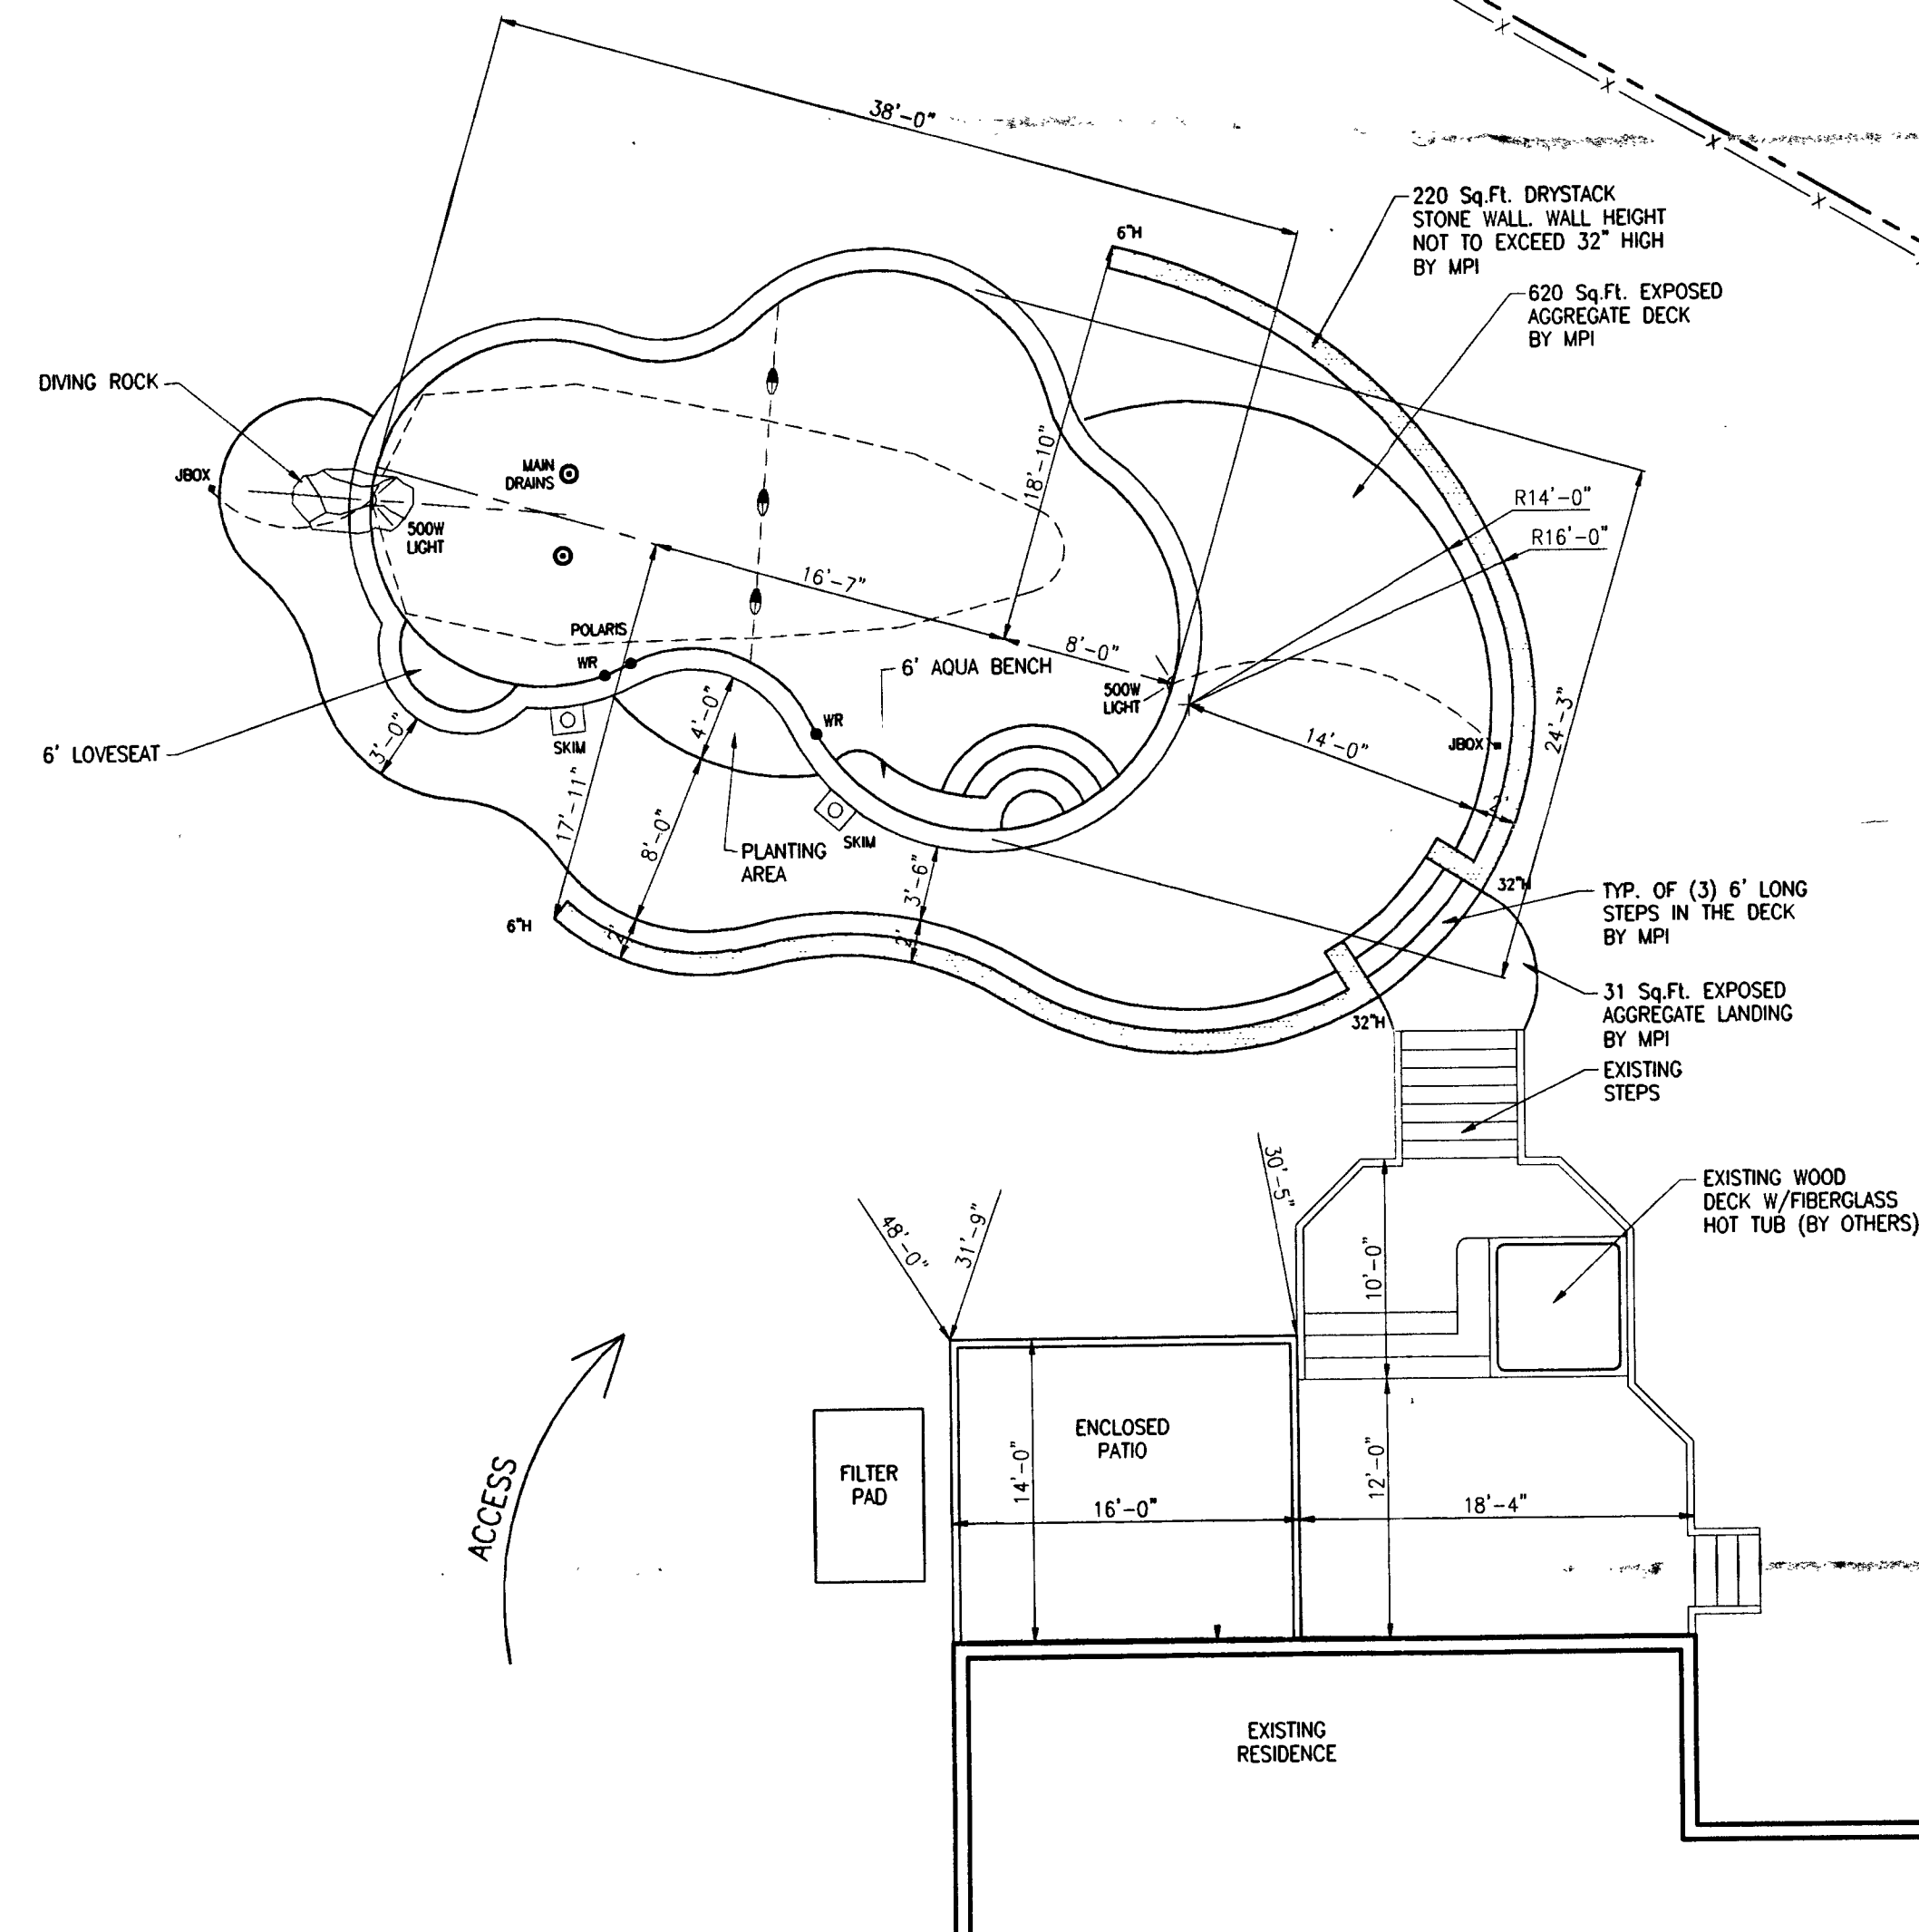 38'-0"
220 Sq.Ft. DRYSTACK
STONE WALL. WALL HEIGHT
NOT TO EXCEED 32" HIGH
BY MPI
6"H
620 Sq.Ft. EXPOSED
AGGREGATE DECK
BY MPI
DIVING ROCK
JBOX
MAIN
DRAINS
500W
LIGHT
18'-10"
R14'-0"
R16'-0"
16'-7"
POLARIS
WR
8'-0"
6' AQUA BENCH
500W
LIGHT
4'-0"
WR
24'-3"
14'-0"
JBOX
6' LOVESEAT
3'-0"
SKIM
17'-11"
8'-0"
2'
PLANTING
AREA
SKIM
3'-6"
32"H
TYP. OF (3) 6' LONG
STEPS IN THE DECK
BY MPI
6"H
2'
2'
31 Sq.Ft. EXPOSED
AGGREGATE LANDING
BY MPI
32"H
EXISTING
STEPS
EXISTING WOOD
DECK W/FIBERGLASS
HOT TUB (BY OTHERS)
48'-0"
31'-9"
30'-5"
10'-0"
ACCESS
FILTER
PAD
ENCLOSED
PATIO
14'-0"
16'-0"
12'-0"
18'-4"
EXISTING
RESIDENCE